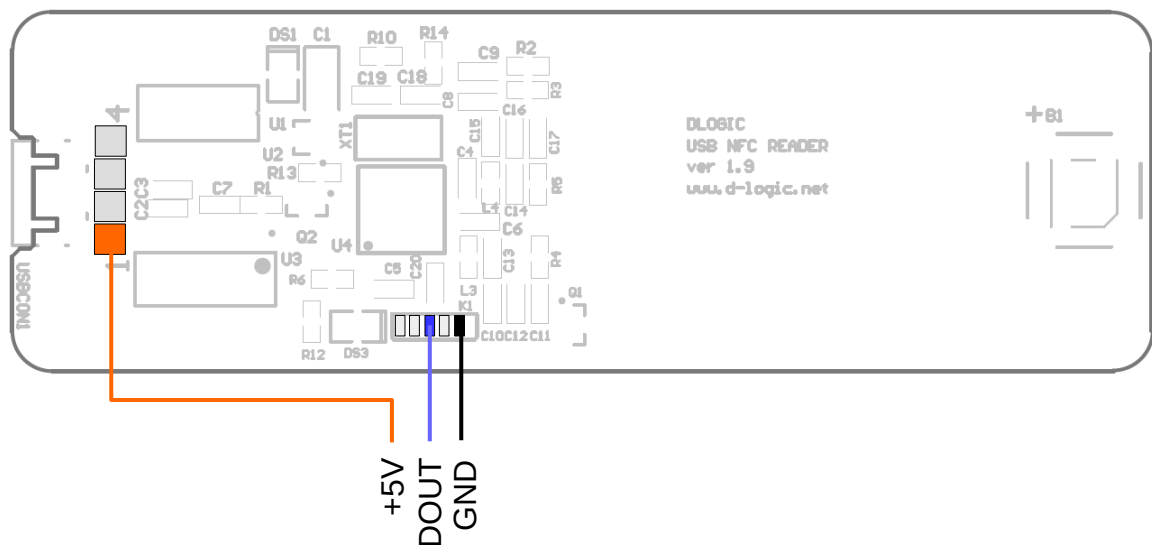 DS1
C1
R10
R14
C9
R2
C19
C18
C8
R3
4
U1
XT1
C15
C16
C17
DLOGIC
USB NFC READER
ver 1.9
www.d-logic.net
+B1
U2
R13
C4
C3
C2
C7
R1
L4
C14
R5
C6
Q2
U4
1
U3
R6
C5
C20
L3
C13
R4
Q1
USBCON1
K1
R12
DS3
C10
C12
C11
+5V
DOUT
GND